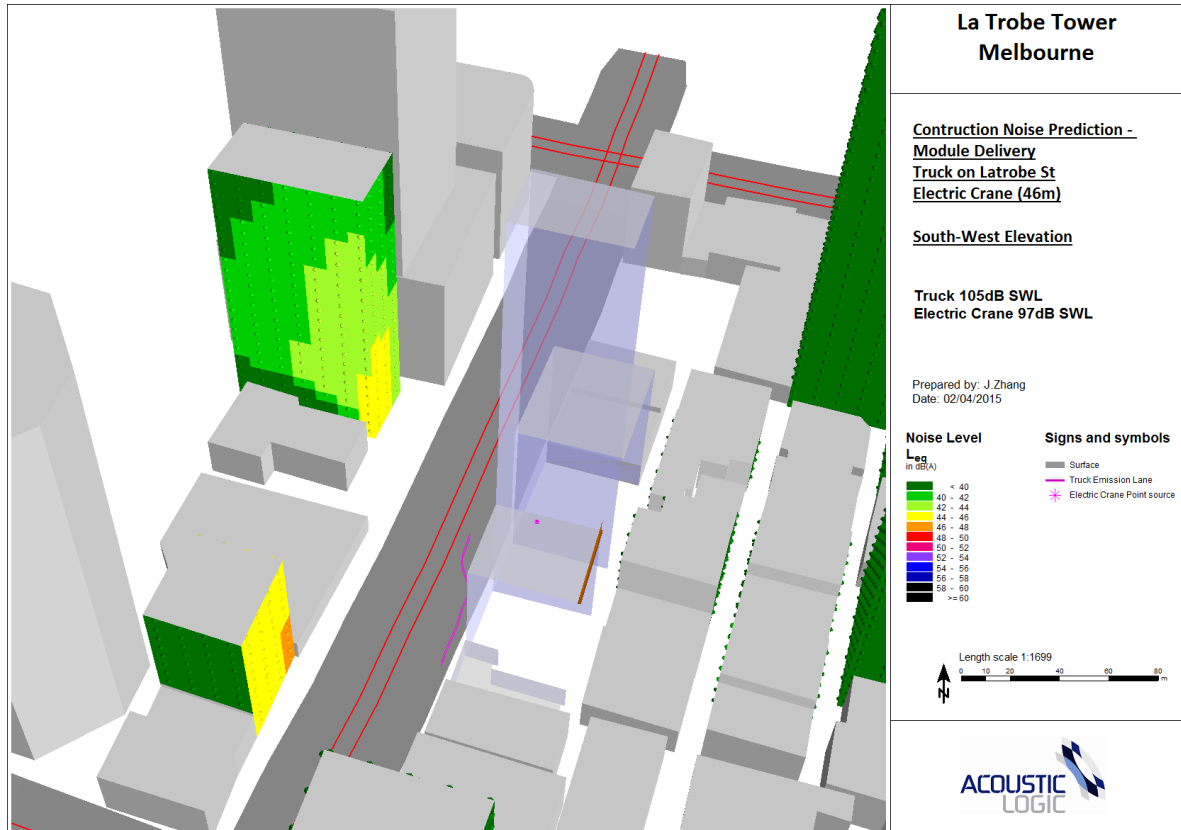 La Trobe Tower
Melbourne
Contruction Noise Prediction -
Module Delivery
Truck on Latrobe St
Electric Crane (46m)
South-West Elevation
Truck 105dB SWL
Electric Crane 97dB SWL
Prepared by: J.Zhang
Date: 02/04/2015
Noise Level
Leq
in dB(A)
< 40
40 - 42
42 - 44
44 - 46
46 - 48
48 - 50
50 - 52
52 - 54
54 - 56
56 - 58
58 - 60
>= 60
Signs and symbols
Surface
Truck Emission Lane
Electric Crane Point source
Length scale 1:1699
0 10 20 40 60 80
m
N
ACOUSTIC
LOGIC